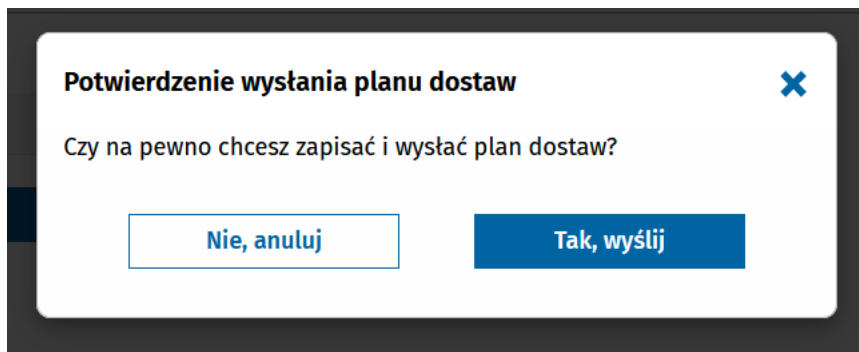 Potwierdzenie wysłania planu dostaw
Czy na pewno chcesz zapisać i wysłać plan dostaw?
Nie, anuluj
Tak, wyślij